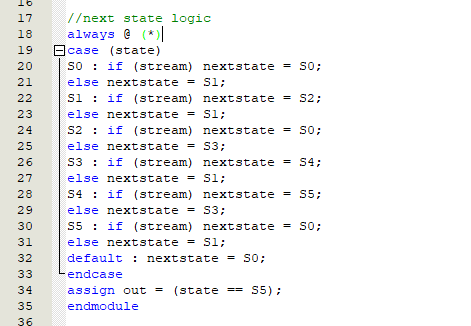 16
17 //next state logic
18 always @ (*)
19 case (state)
20 S0 : if (stream) nextstate = S0;
21 else nextstate = S1;
22 S1 : if (stream) nextstate = S2;
23 else nextstate = S1;
24 S2 : if (stream) nextstate = S0;
25 else nextstate = S3;
26 S3 : if (stream) nextstate = S4;
27 else nextstate = S1;
28 S4 : if (stream) nextstate = S5;
29 else nextstate = S3;
30 S5 : if (stream) nextstate = S0;
31 else nextstate = S1;
32 default : nextstate = S0;
33 endcase
34 assign out = (state == S5);
35 endmodule
36